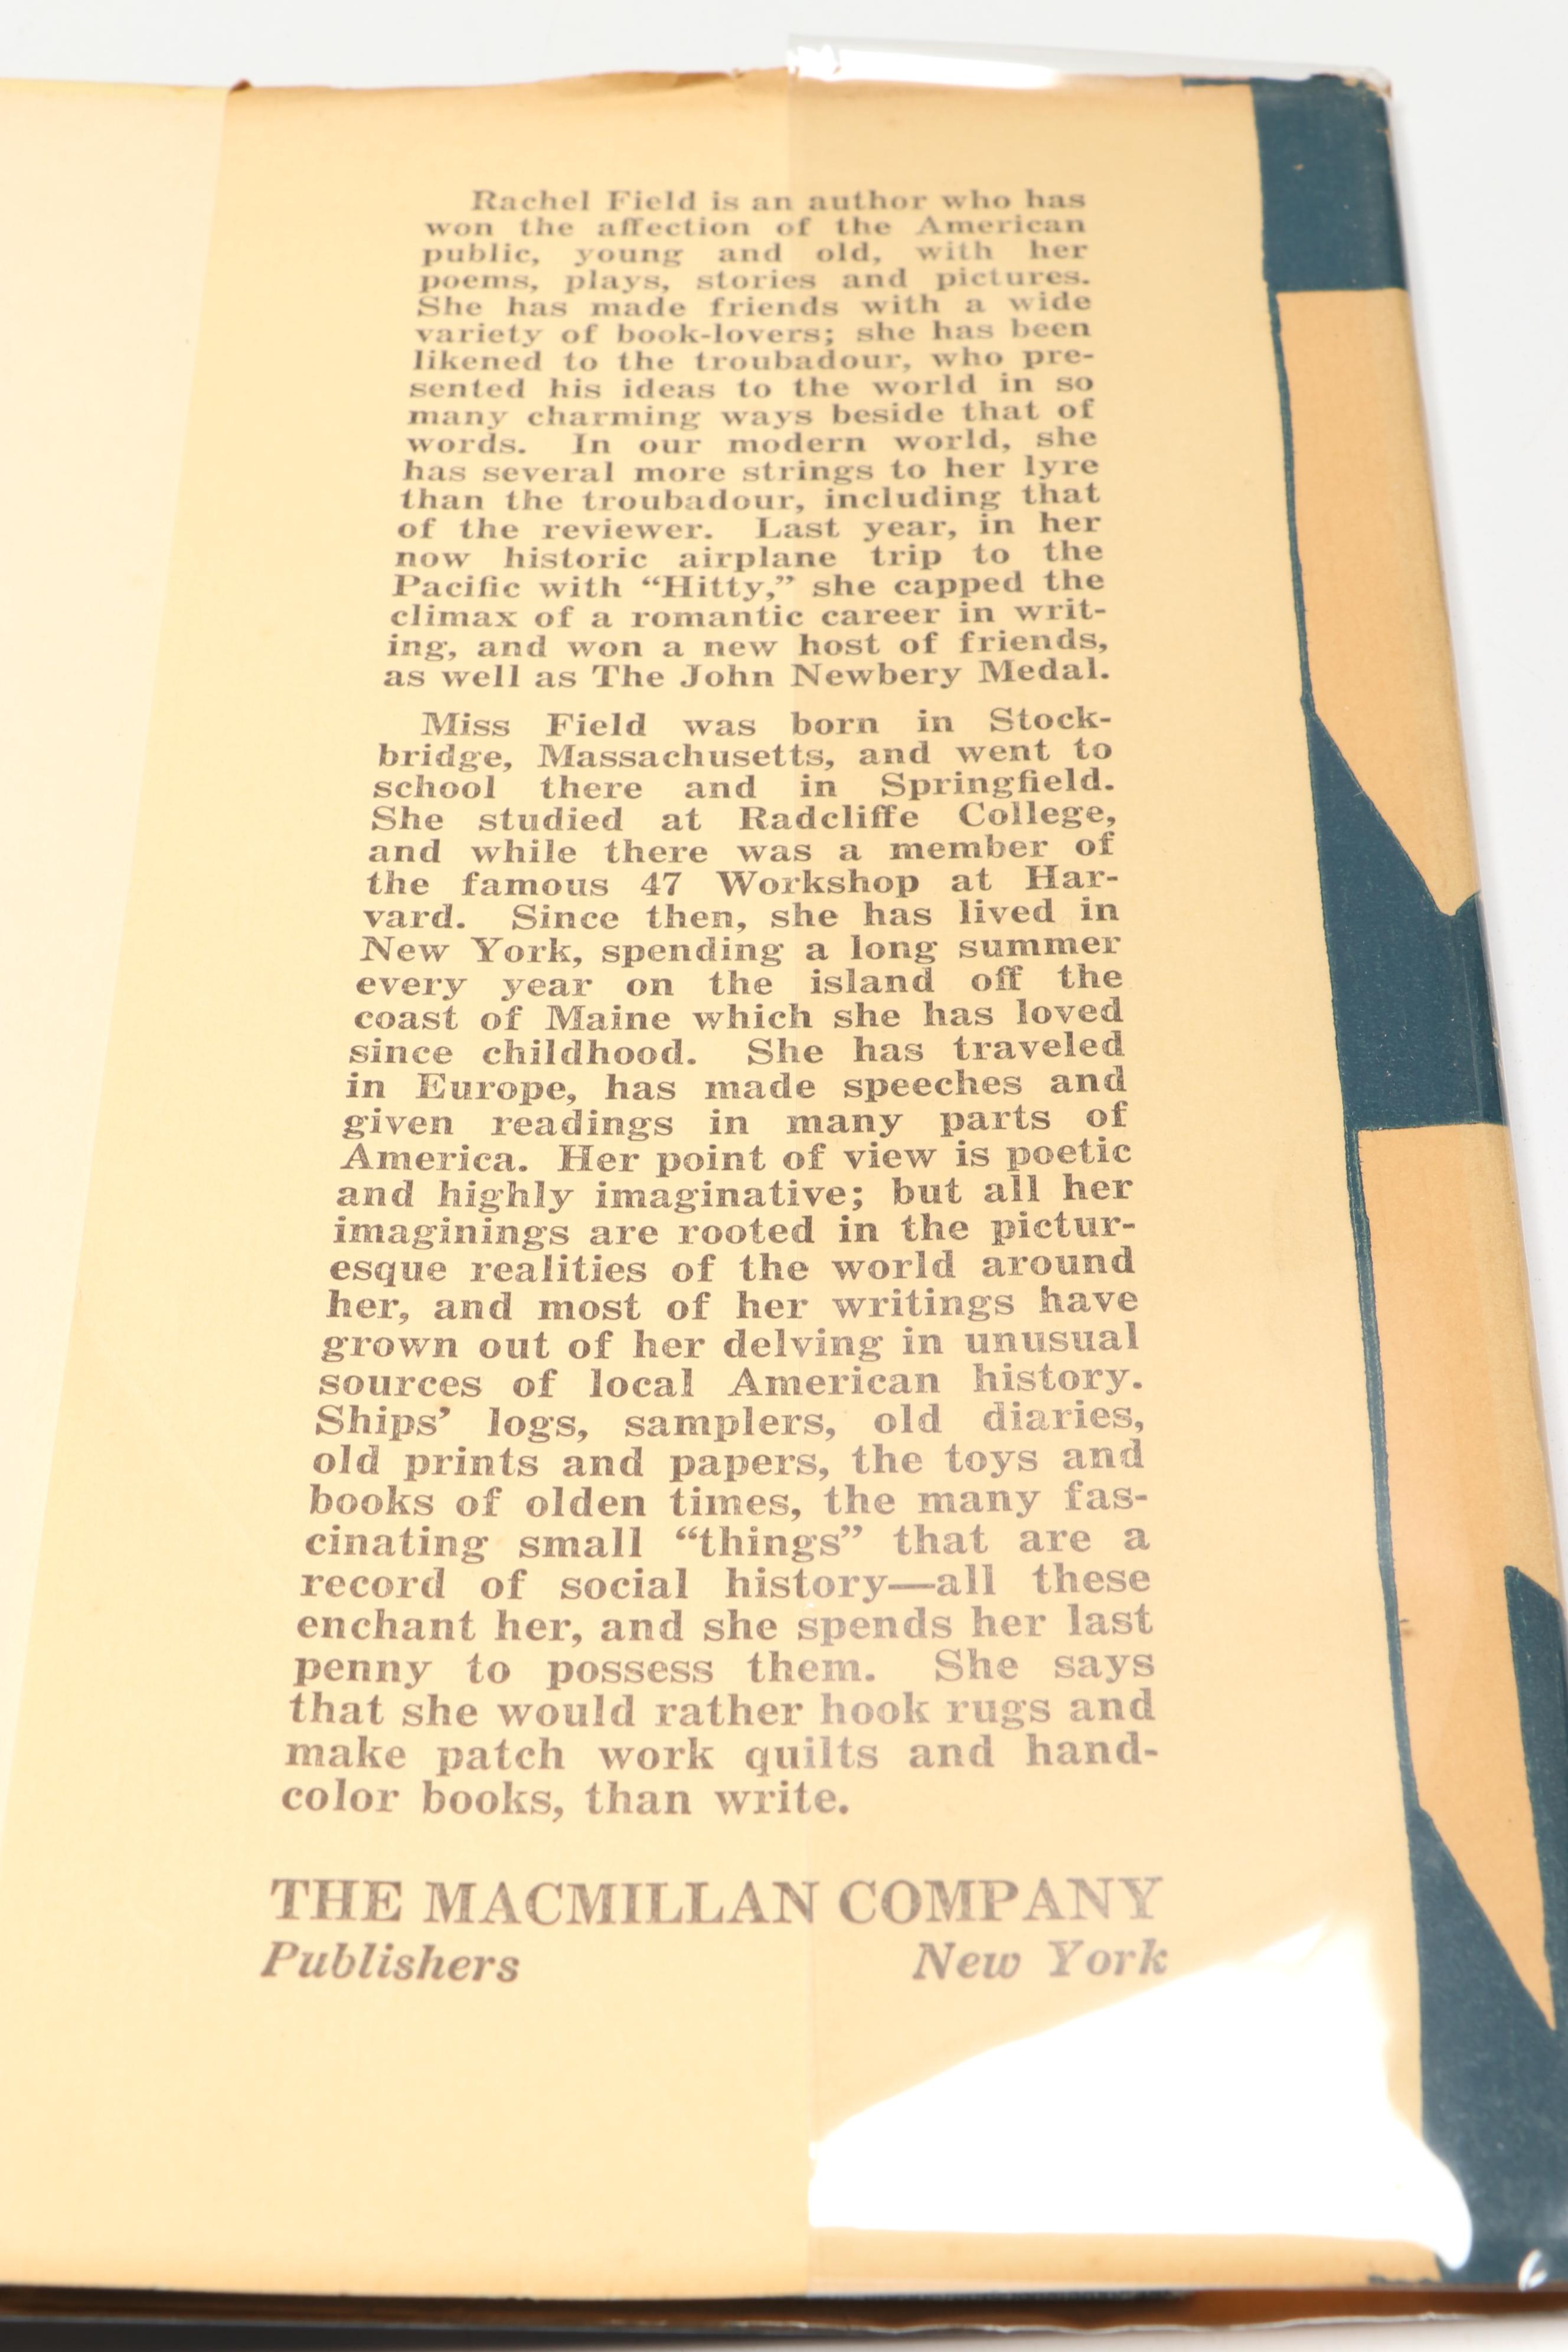 Rachel Field is an author who has
won the affection of the American
public, young and old, with her
poems, plays, stories and pictures.
She has made friends with a wide
variety of book-lovers; she has been
likened to the troubadour, who pre-
sented his ideas to the world in so
many charming ways beside that of
words. In our modern world, she
has several more strings to her lyre
than the troubadour, including that
of the reviewer. Last year, in her
now historic airplane trip to the
Pacific with “Hitty,” she capped the
climax of a romantic career in writ-
ing, and won a new host of friends,
as well as The John Newbery Medal.
Miss Field was born in Stock-
bridge, Massachusetts, and went to
school there and in Springfield.
She studied at Radcliffe College,
and while there was a member of
the famous 47 Workshop at Har-
vard. Since then, she has lived in
New York, spending a long summer
every year on the island off the
coast of Maine which she has loved
since childhood. She has traveled
in Europe, has made speeches and
given readings in many parts of
America. Her point of view is poetic
and highly imaginative; but all her
imaginings are rooted in the pictur-
esque realities of the world around
her, and most of her writings have
grown out of her delving in unusual
sources of local American history.
Ships’ logs, samplers, old diaries,
old prints and papers, the toys and
books of olden times, the many fas-
cinating small “things” that are a
record of social history—all these
enchant her, and she spends her last
penny to possess them. She says
that she would rather hook rugs and
make patch work quilts and hand-
color books, than write.
THE MACMILLAN COMPANY
Publishers New York